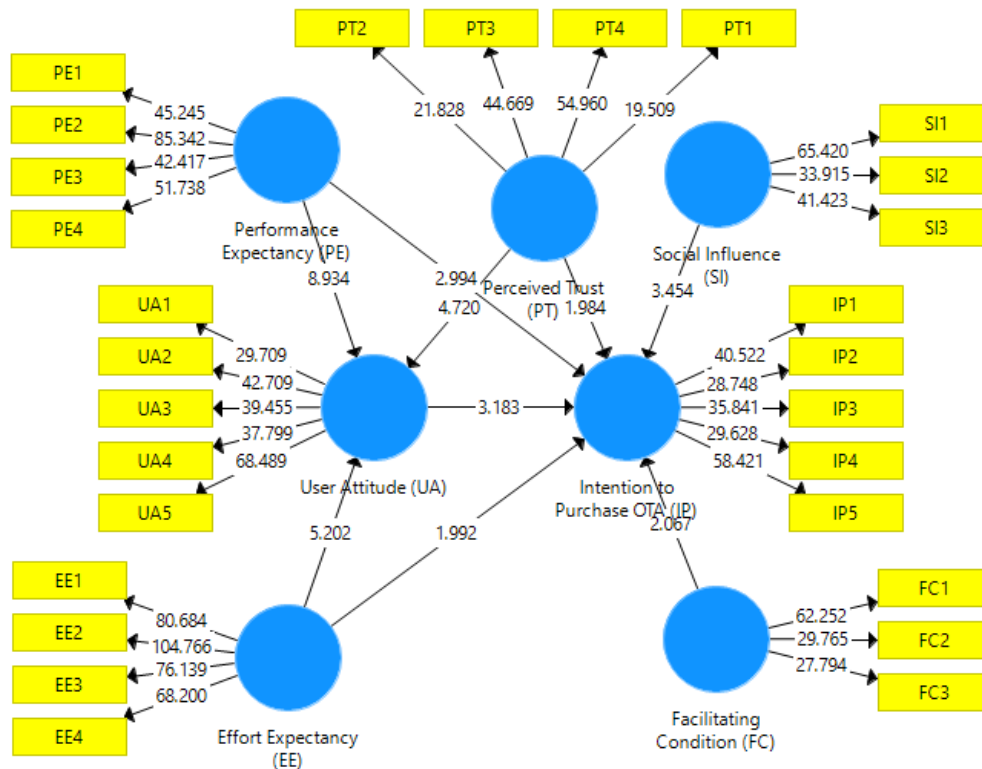 PT2
PT3
PT4
PT1
PE1
PE2
PE3
PE4
45.245
85.342
42.417
51.738
21.828
44.669
54.960
19.509
SI1
SI2
SI3
65.420
33.915
41.423
Performance
Expectancy (PE)
Perceived Trust
(PT)
Social Influence
(SI)
8.934
2.994
4.720
1.984
3.454
UA1
UA2
UA3
UA4
UA5
29.709
42.709
39.455
37.799
68.489
3.183
40.522
28.748
35.841
29.628
58.421
IP1
IP2
IP3
IP4
IP5
User Attitude (UA)
Intention to
Purchase OTA (IP)
5.202
1.992
2.067
EE1
EE2
EE3
EE4
80.684
104.766
76.139
68.200
62.252
29.765
27.794
FC1
FC2
FC3
Effort Expectancy
(EE)
Facilitating
Condition (FC)